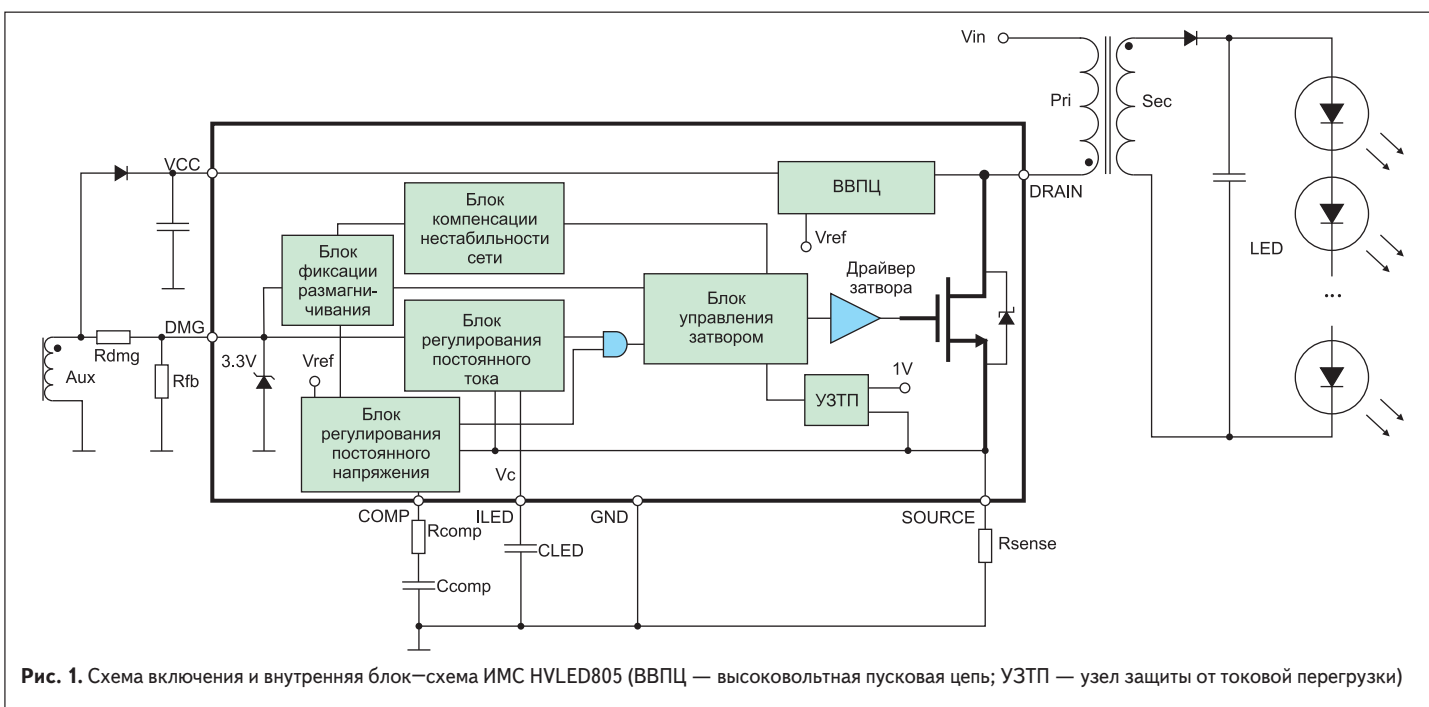 Vin
Pri
Sec
VCC
ВВПЦ
DRAIN
Блок
компенсации
нестабильности
сети
Vref
LED
Блок
фиксации
размагни-
чивания
Драйвер
затвора
Блок
управления
затвором
...
DMG
Rdmg
Aux
Rfb
3.3V
Vref
Блок
регулирования
постоянного
тока
1V
УЗТП
Блок
регулирования
постоянного
напряжения
Vc
COMP
ILED
GND
SOURCE
Rcomp
CLED
Rsense
Ccomp
Рис. 1. Схема включения и внутренняя блок—схема ИМС HVLED805 (ВВПЦ — высоковольтная пусковая цепь; УЗТП — узел защиты от токовой перегрузки)